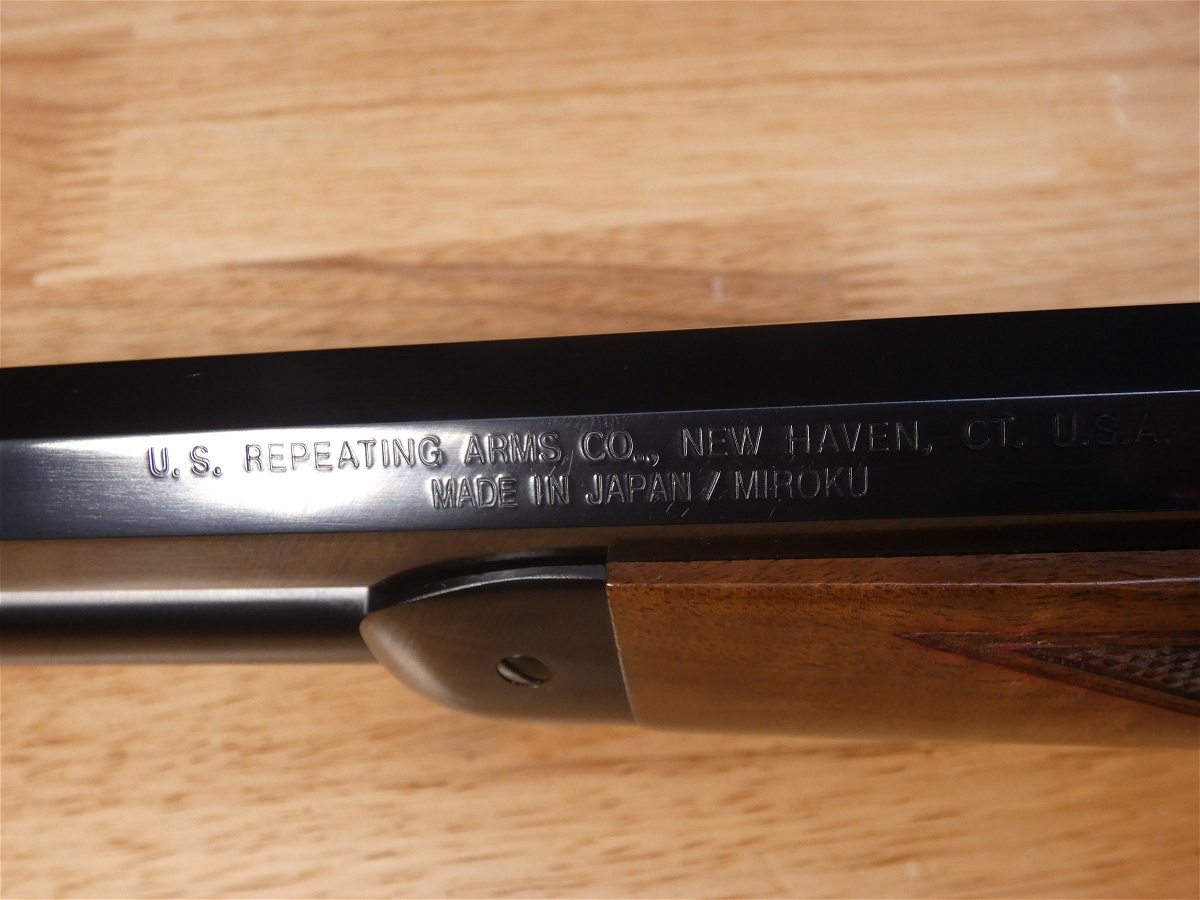 U.S. REPEATING ARMS CO., NEW HAVEN, CT. U.S.A.
MADE IN JAPAN / MIROKU